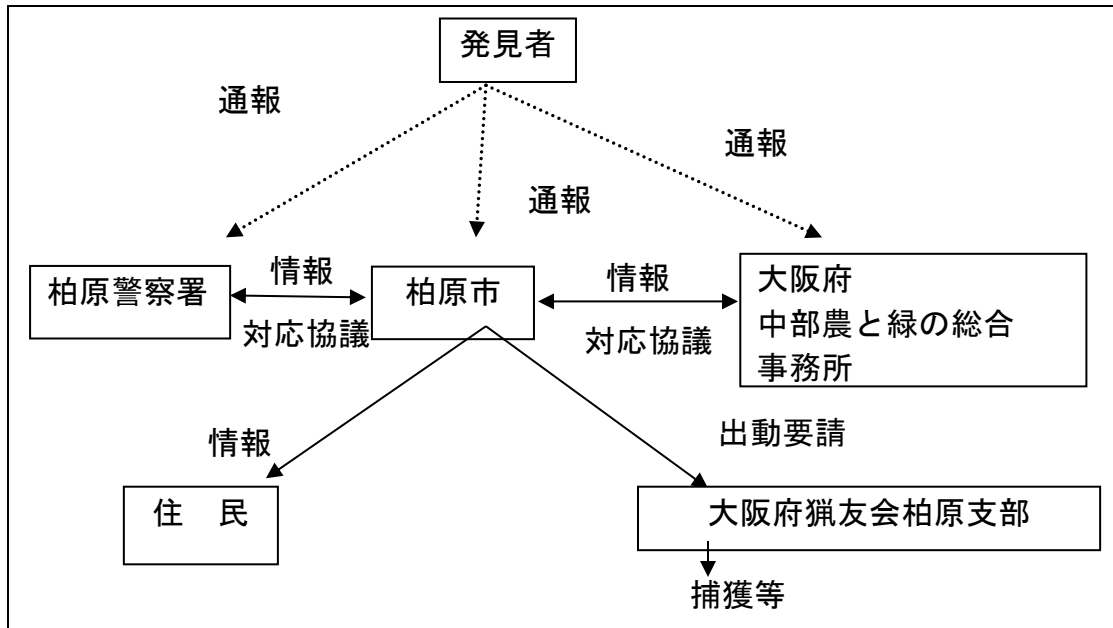 発見者
通報
通報
通報
柏原警察署
情報
対応協議
柏原市
情報
対応協議
大阪府
中部農と緑の総合
事務所
情報
出動要請
住　民
大阪府猟友会柏原支部
捕獲等